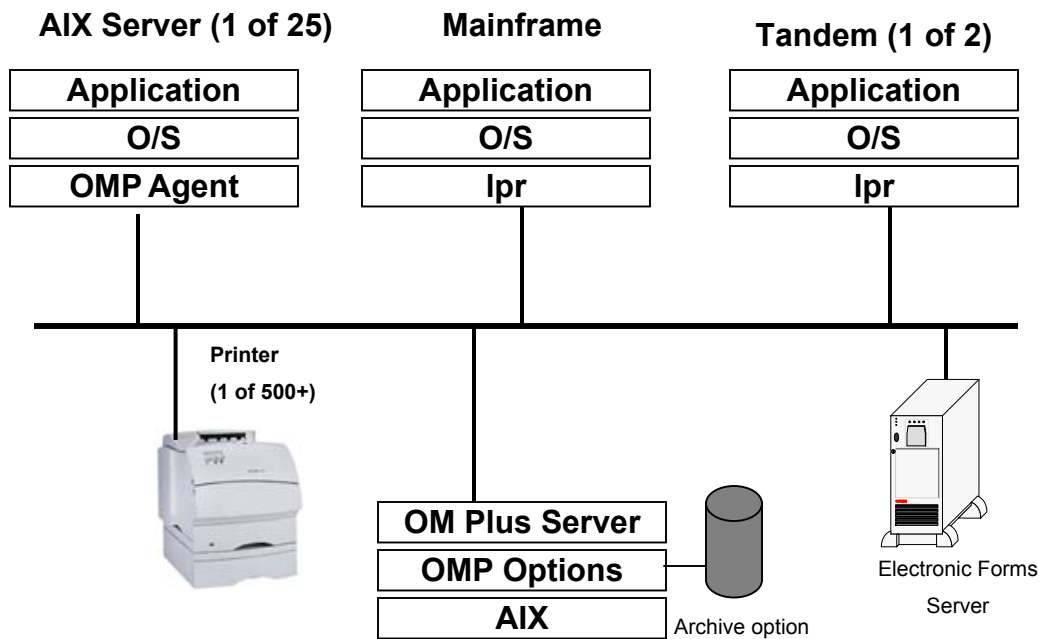 AIX Server (1 of 25)
Mainframe
Tandem (1 of 2)
Application
O/S
OMP Agent
Application
O/S
lpr
Application
O/S
lpr
Printer
(1 of 500+)
OM Plus Server
OMP Options
AIX
Archive option
Electronic Forms
Server